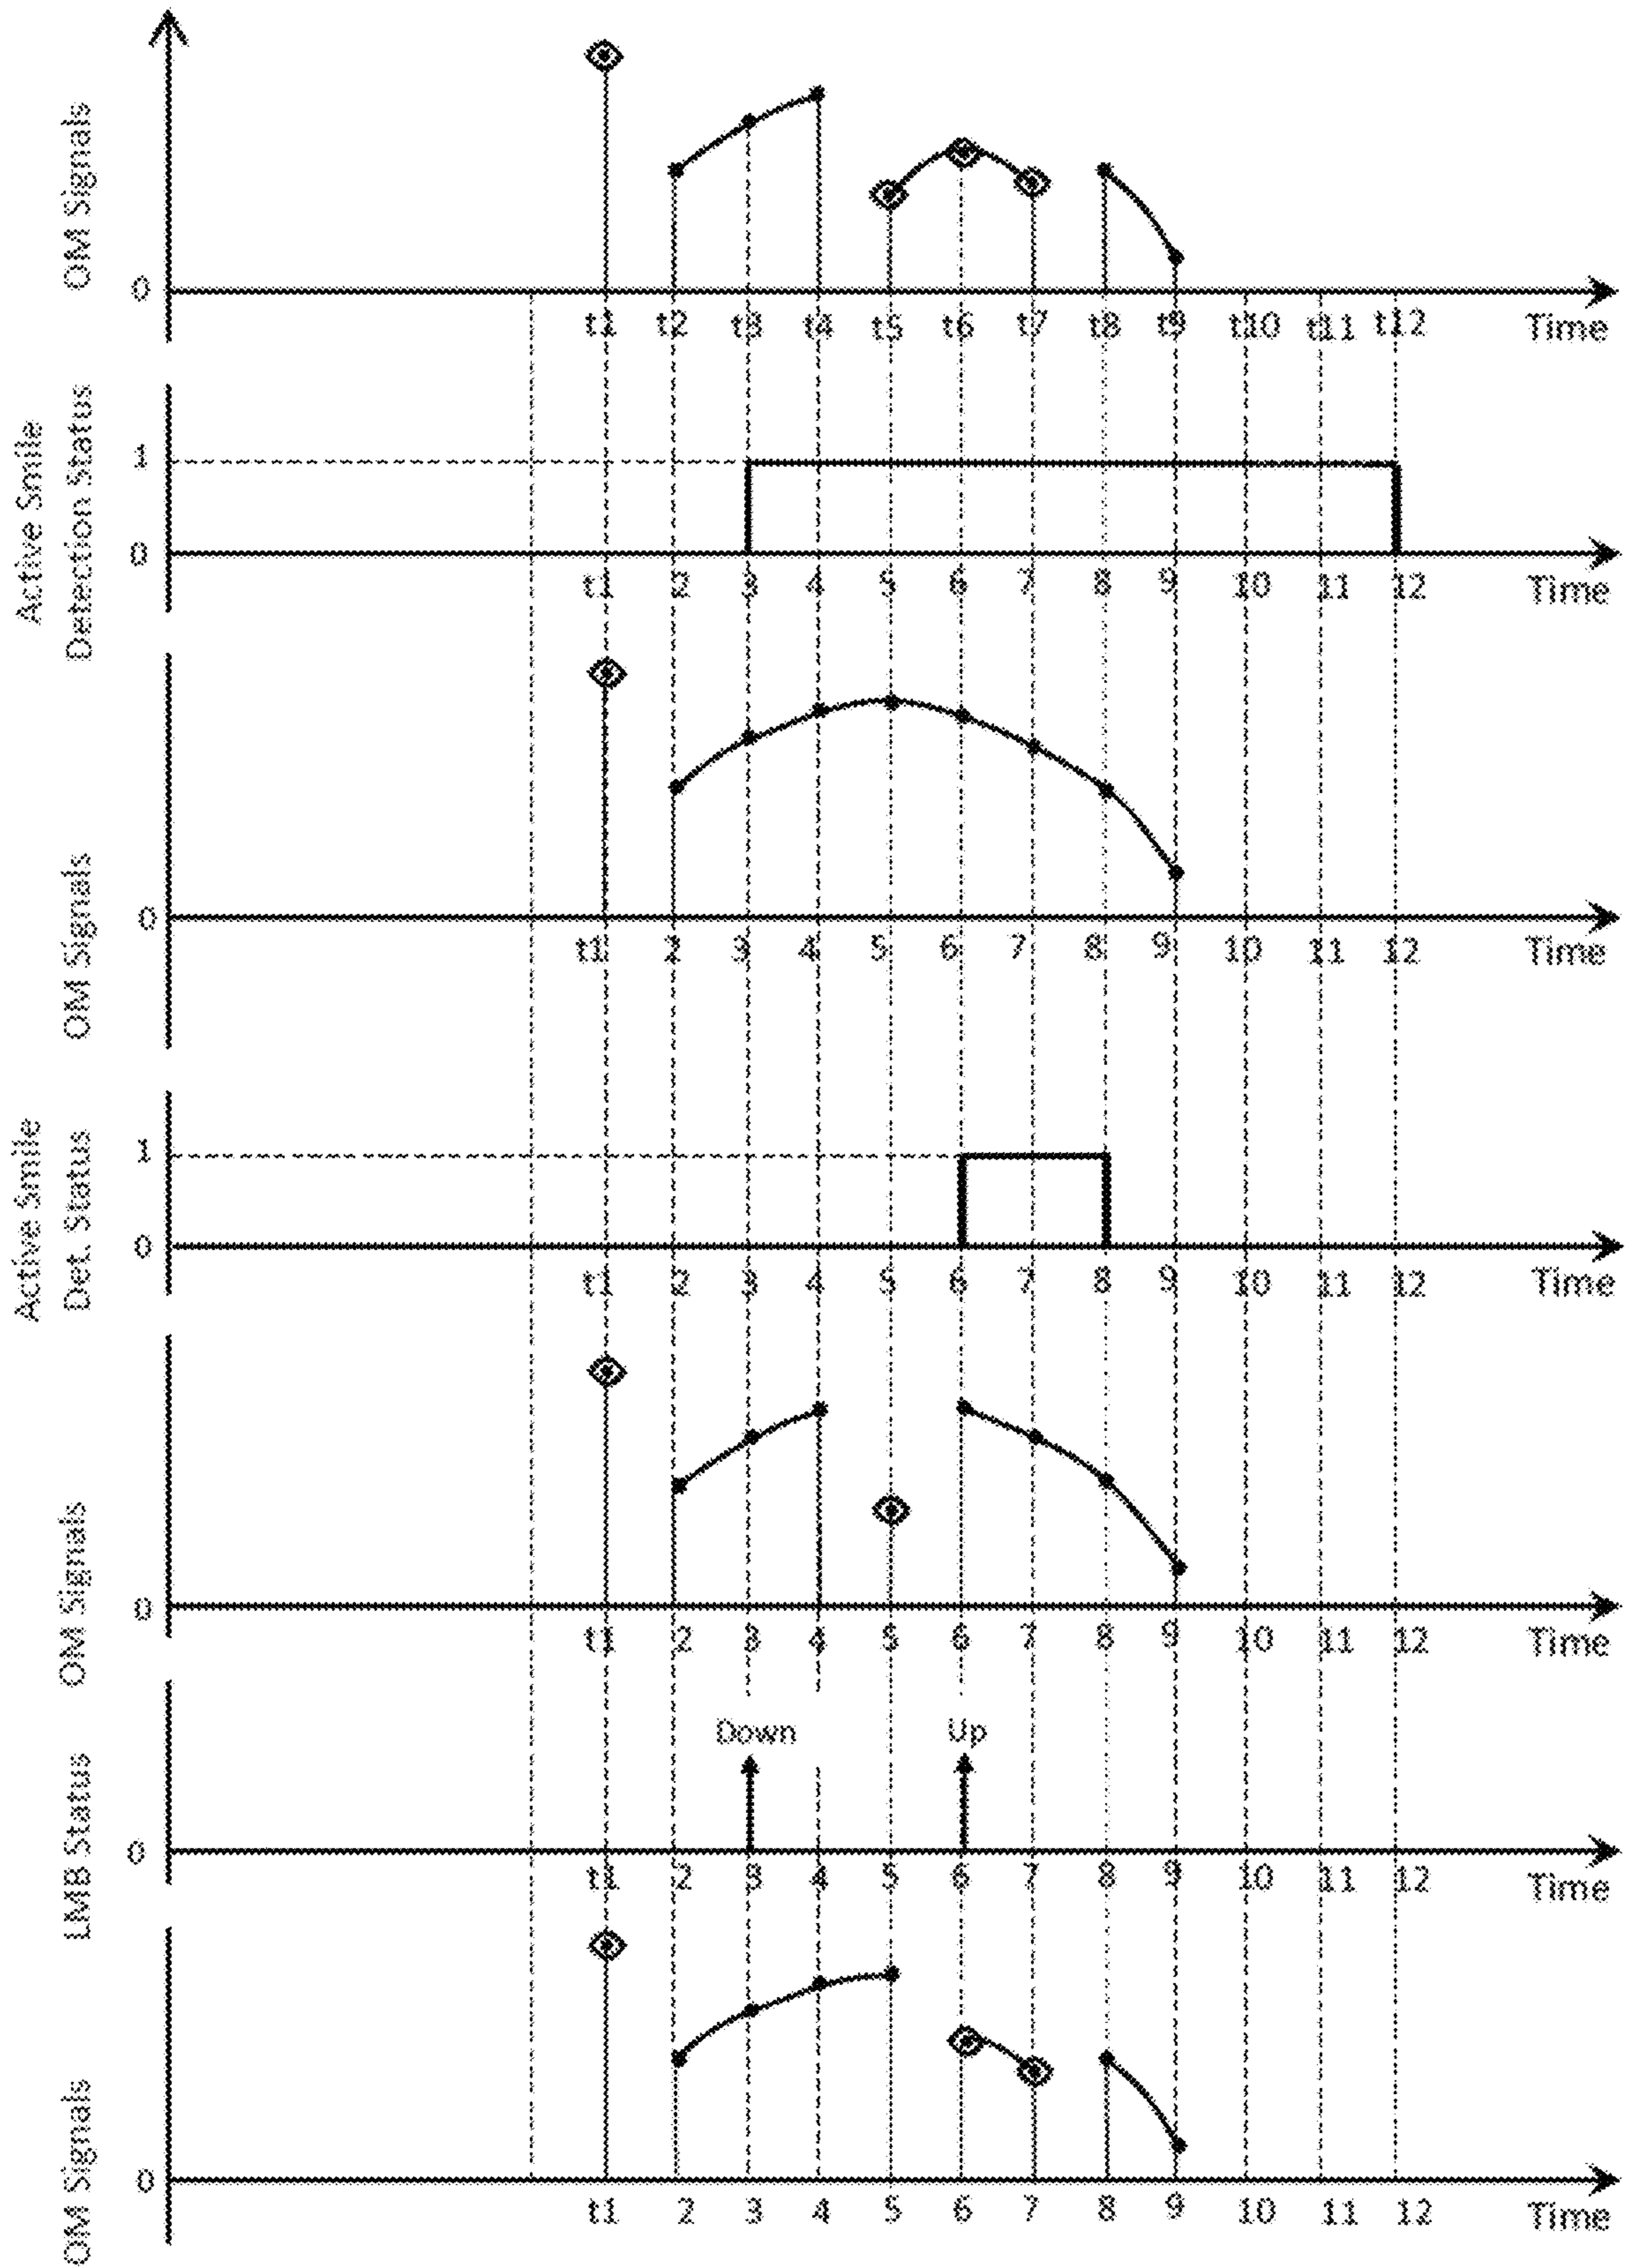 OM Signals
0
t1 t2 t3 t4 t5 t6 t7 t8 t9 t10 t11 t12 Time
Active Smile
Detection Status
1
0
t1 2 3 4 5 6 7 8 9 10 11 12 Time
OM Signals
0
t1 2 3 4 5 6 7 8 9 10 11 12 Time
Active Smile
Det. Status
1
0
t1 2 3 4 5 6 7 8 9 10 11 12 Time
OM Signals
0
t1 2 3 4 5 6 7 8 9 10 11 12 Time
LMB Status
Down Up
0
t1 2 3 4 5 6 7 8 9 10 11 12 Time
OM Signals
0
t1 2 3 4 5 6 7 8 9 10 11 12 Time